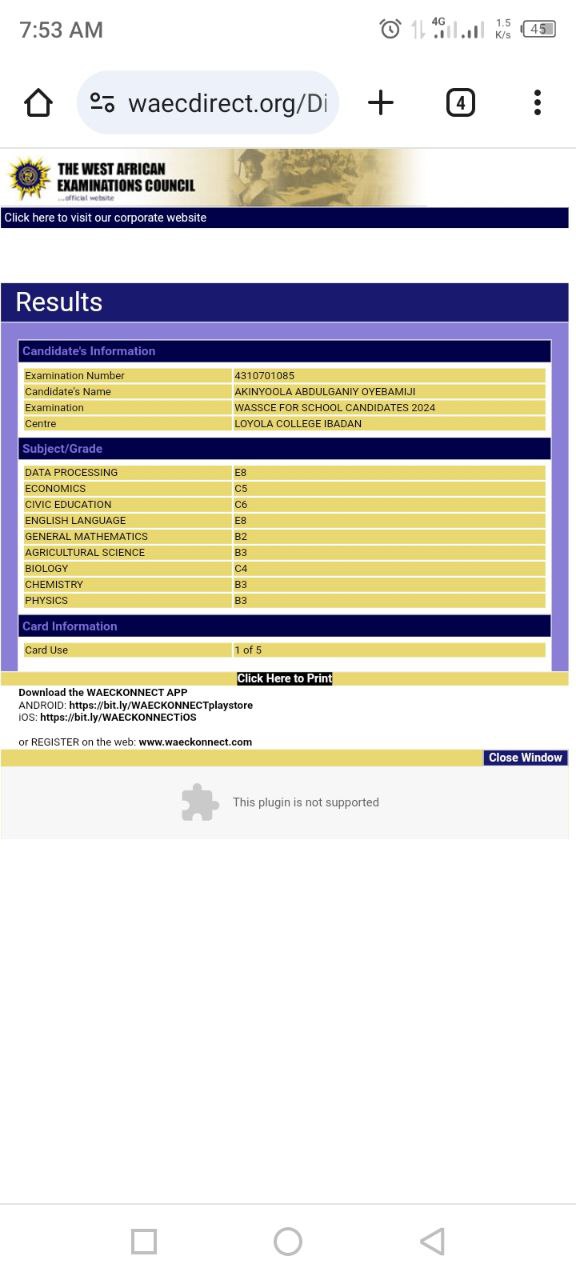 7:53 AM
4G
1.5
K/s
45
waecdirect.org/Di
4
THE WEST AFRICAN
EXAMINATIONS COUNCIL
...official website
Click here to visit our corporate website
Results
Candidate's Information
Examination Number 4310701085
Candidate's Name AKINYOOLA ABDULGANIY OYEBAMIJI
Examination WASSCE FOR SCHOOL CANDIDATES 2024
Centre LOYOLA COLLEGE IBADAN
Subject/Grade
DATA PROCESSING E8
ECONOMICS C5
CIVIC EDUCATION C6
ENGLISH LANGUAGE E8
GENERAL MATHEMATICS B2
AGRICULTURAL SCIENCE B3
BIOLOGY C4
CHEMISTRY B3
PHYSICS B3
Card Information
Card Use 1 of 5
Click Here to Print
Download the WAECKONNECT APP
ANDROID: https://bit.ly/WAECKONNECTplaystore
iOS: https://bit.ly/WAECKONNECTiOS
or REGISTER on the web: www.waeckonnect.com
Close Window
This plugin is not supported